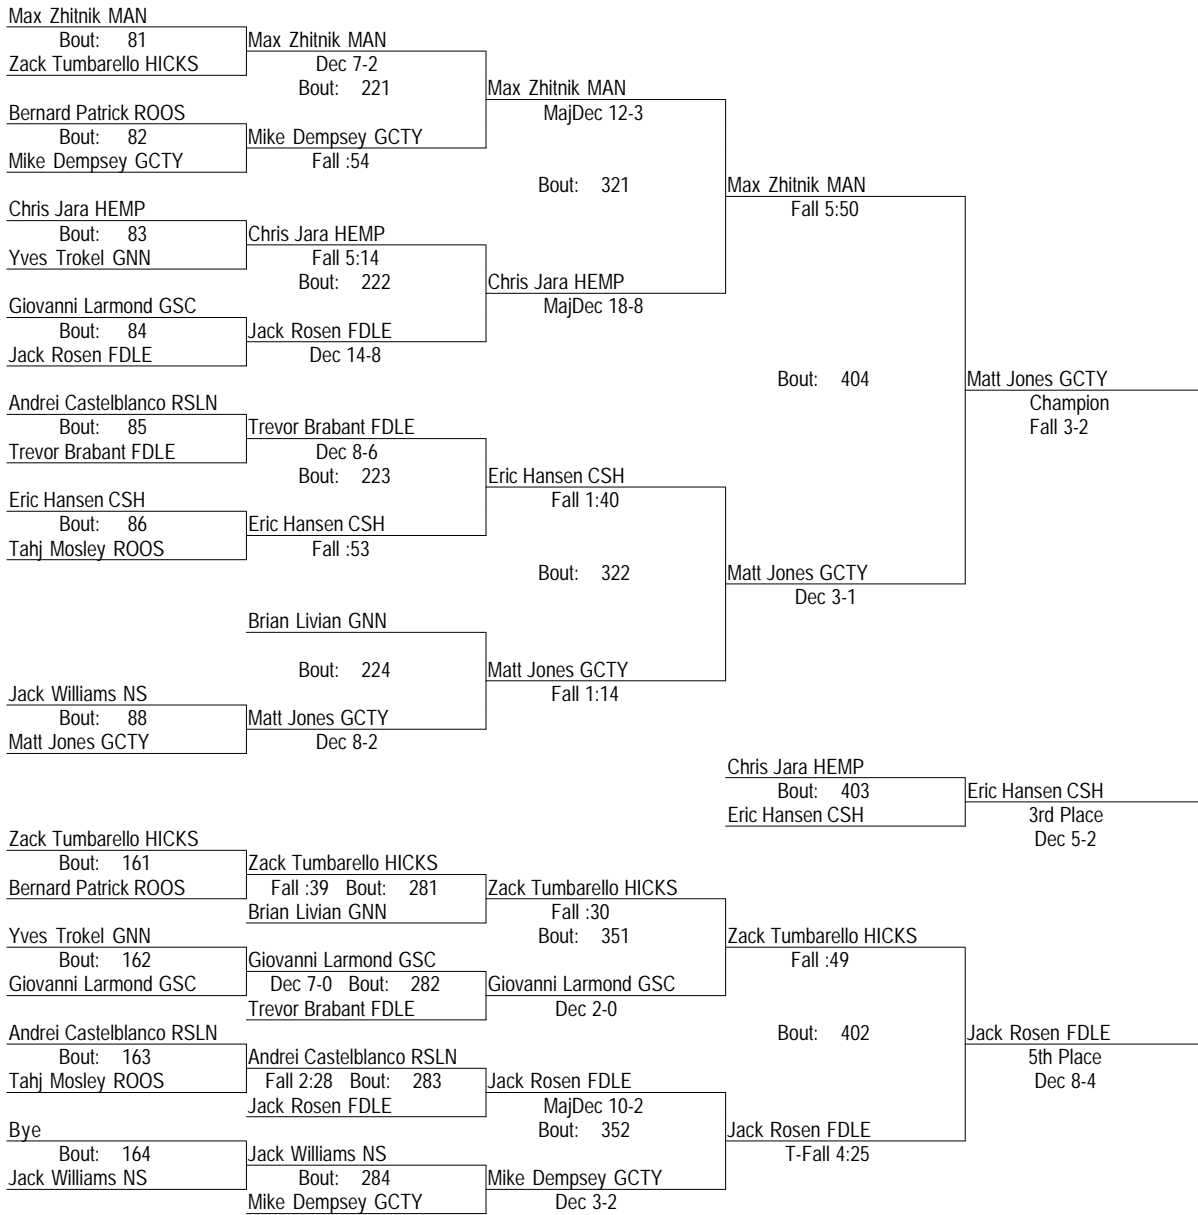 Max Zhitnik MAN
Bout: 81
Max Zhitnik MAN
Zack Tumbarello HICKS
Dec 7-2
Bout: 221
Max Zhitnik MAN
Bernard Patrick ROOS
MajDec 12-3
Bout: 82
Mike Dempsey GCTY
Mike Dempsey GCTY
Fall :54
Bout: 321
Max Zhitnik MAN
Chris Jara HEMP
Fall 5:50
Bout: 83
Chris Jara HEMP
Yves Trokel GNN
Fall 5:14
Bout: 222
Chris Jara HEMP
Giovanni Larmond GSC
MajDec 18-8
Bout: 84
Jack Rosen FDLE
Jack Rosen FDLE
Dec 14-8
Bout: 404
Matt Jones GCTY
Andrei Castelblanco RSLN
Champion
Bout: 85
Trevor Brabant FDLE
Fall 3-2
Trevor Brabant FDLE
Dec 8-6
Bout: 223
Eric Hansen CSH
Eric Hansen CSH
Fall 1:40
Bout: 86
Eric Hansen CSH
Tahj Mosley ROOS
Fall :53
Bout: 322
Matt Jones GCTY
Dec 3-1
Brian Livian GNN
Bout: 224
Matt Jones GCTY
Jack Williams NS
Fall 1:14
Bout: 88
Matt Jones GCTY
Matt Jones GCTY
Dec 8-2
Chris Jara HEMP
Bout: 403
Eric Hansen CSH
Eric Hansen CSH
3rd Place
Dec 5-2
Zack Tumbarello HICKS
Bout: 161
Zack Tumbarello HICKS
Bernard Patrick ROOS
Fall :39 Bout: 281
Zack Tumbarello HICKS
Brian Livian GNN
Fall :30
Yves Trokel GNN
Bout: 351
Zack Tumbarello HICKS
Bout: 162
Giovanni Larmond GSC
Fall :49
Giovanni Larmond GSC
Dec 7-0 Bout: 282
Giovanni Larmond GSC
Trevor Brabant FDLE
Dec 2-0
Andrei Castelblanco RSLN
Bout: 402
Jack Rosen FDLE
Bout: 163
Andrei Castelblanco RSLN
5th Place
Tahj Mosley ROOS
Fall 2:28 Bout: 283
Jack Rosen FDLE
Dec 8-4
Jack Rosen FDLE
MajDec 10-2
Bye
Bout: 352
Jack Rosen FDLE
Bout: 164
Jack Williams NS
T-Fall 4:25
Jack Williams NS
Bout: 284
Mike Dempsey GCTY
Mike Dempsey GCTY
Dec 3-2